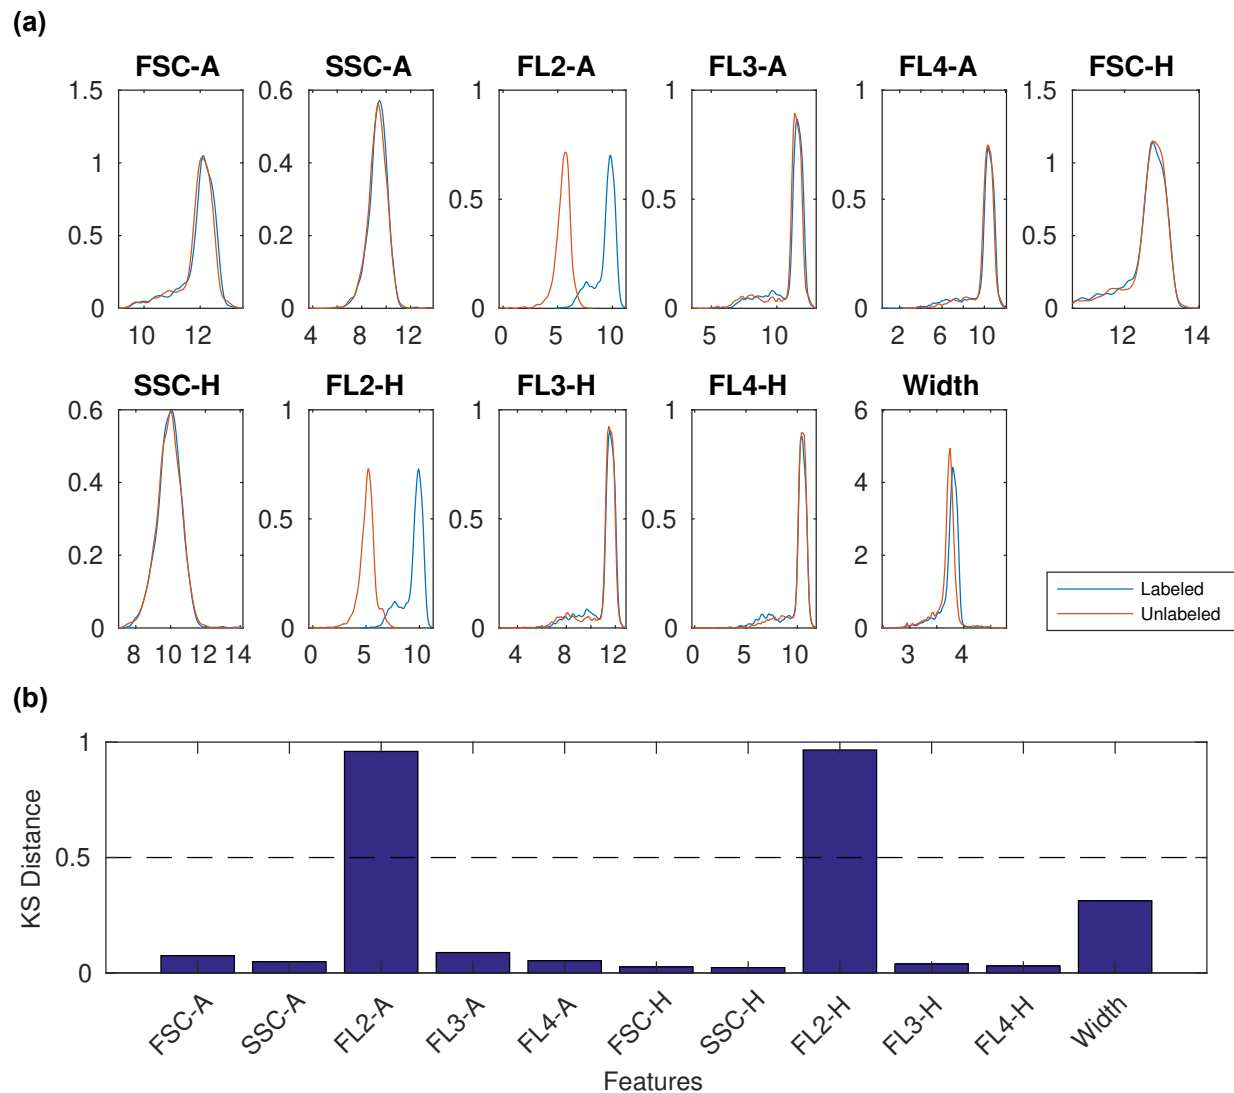 (a)
FSC-A SSC-A FL2-A FL3-A FL4-A FSC-H
1.5 0.6 1 1 1 1.5
1 0.4 0.5 0.5 0.5 1
0.5 0.2 0.5
0 0 0 0 0 0
10 12 4 6 8 10 12 0 5 10 5 10 2 6 10 12 14
SSC-H FL2-H FL3-H FL4-H Width
0.6 1 1 1 6
0.4 0.5 0.5 0.5 4
0.2 2
0 0 0 0 0
8 10 12 14 0 5 10 4 8 12 0 5 10 3 4
Labeled
Unlabeled
(b)
1
0.5
0
KS Distance
FSC-A SSC-A FL2-A FL3-A FL4-A FSC-H SSC-H FL2-H FL3-H FL4-H Width
Features